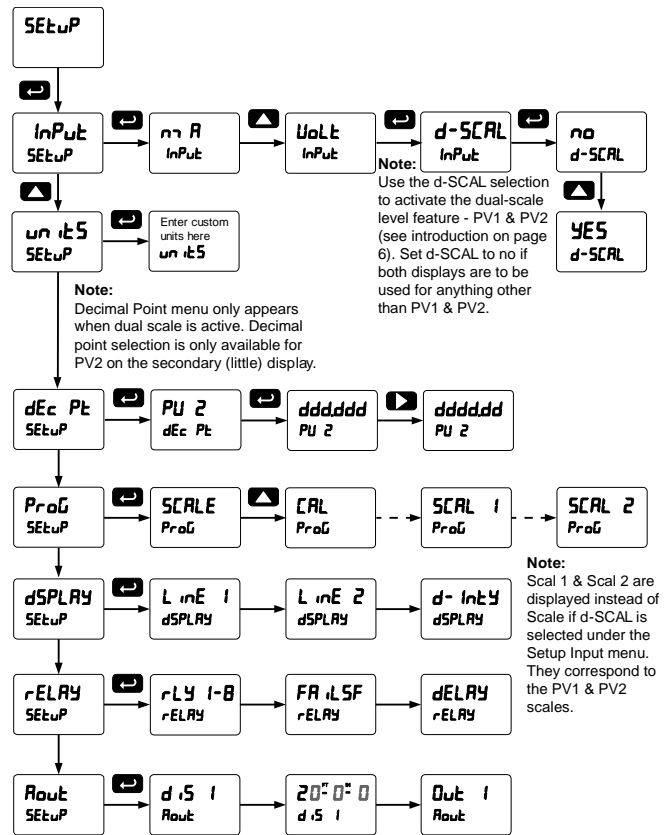 SEtuP
InPut
SEtuP
mA
InPut
VoLt
InPut
d-SCAL
InPut
no
d-SCAL
Note:
Use the d-SCAL selection
to activate the dual-scale
level feature - PV1 & PV2
(see introduction on page
6). Set d-SCAL to no if
both displays are to be
used for anything other
than PV1 & PV2.
YES
d-SCAL
unitS
SEtuP
Enter custom
units here
unitS
Note:
Decimal Point menu only appears
when dual scale is active. Decimal
point selection is only available for
PV2 on the secondary (little) display.
dEc Pt
SEtuP
PV 2
dEc Pt
ddd.ddd
PV 2
dddd.dd
PV 2
ProG
SEtuP
SCALE
ProG
CAL
ProG
SCAL 1
ProG
SCAL 2
ProG
Note:
Scal 1 & Scal 2 are
displayed instead of
Scale if d-SCAL is
selected under the
Setup Input menu.
They correspond to
the PV1 & PV2
scales.
dSPLAY
SEtuP
LinE 1
dSPLAY
LinE 2
dSPLAY
d-IntY
dSPLAY
rELAY
SEtuP
rLY 1-8
rELAY
FAiLSF
rELAY
dELAY
rELAY
Aout
SEtuP
diS 1
Aout
diS 1
Out 1
Aout